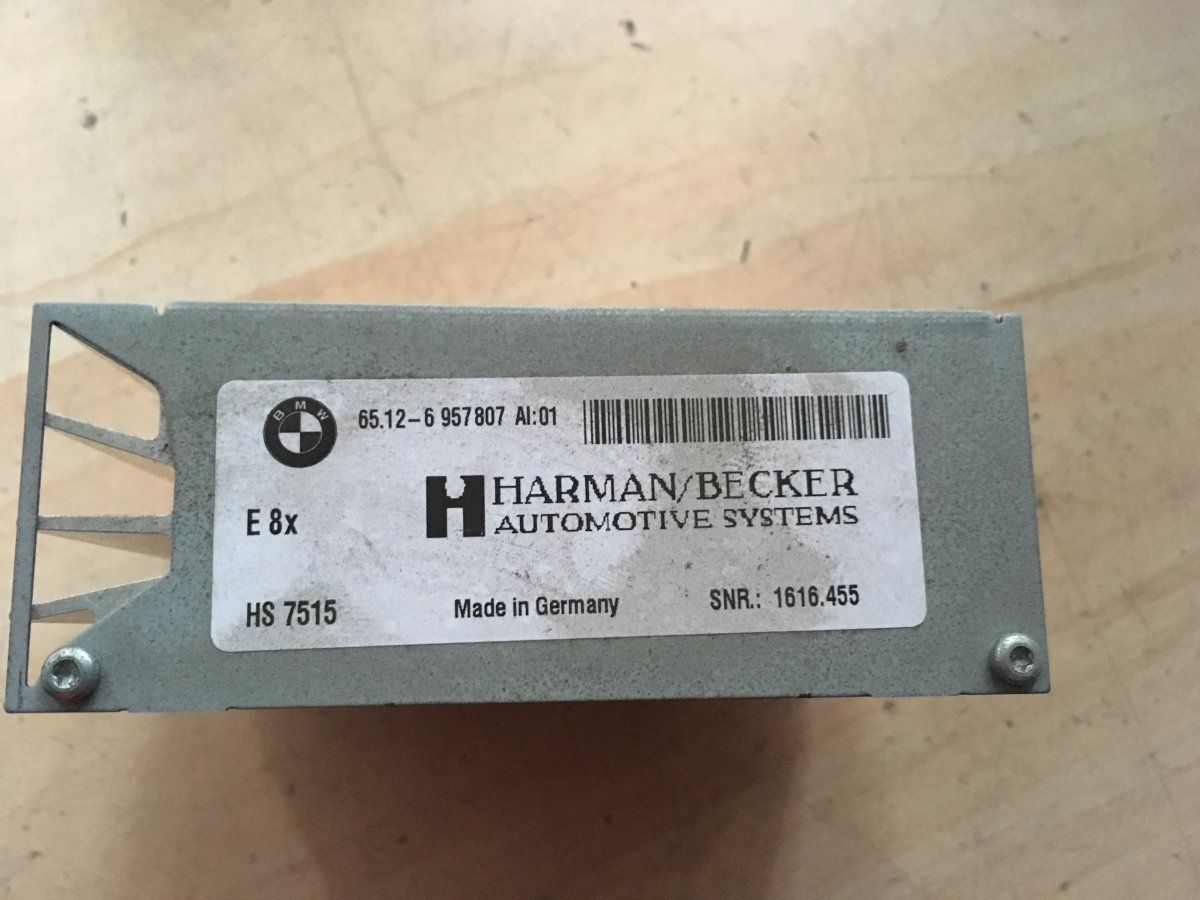 BMW
65.12-6 957807 AI:01
HARMAN/BECKER
AUTOMOTIVE SYSTEMS
E 8x
HS 7515
Made in Germany
SNR.: 1616.455